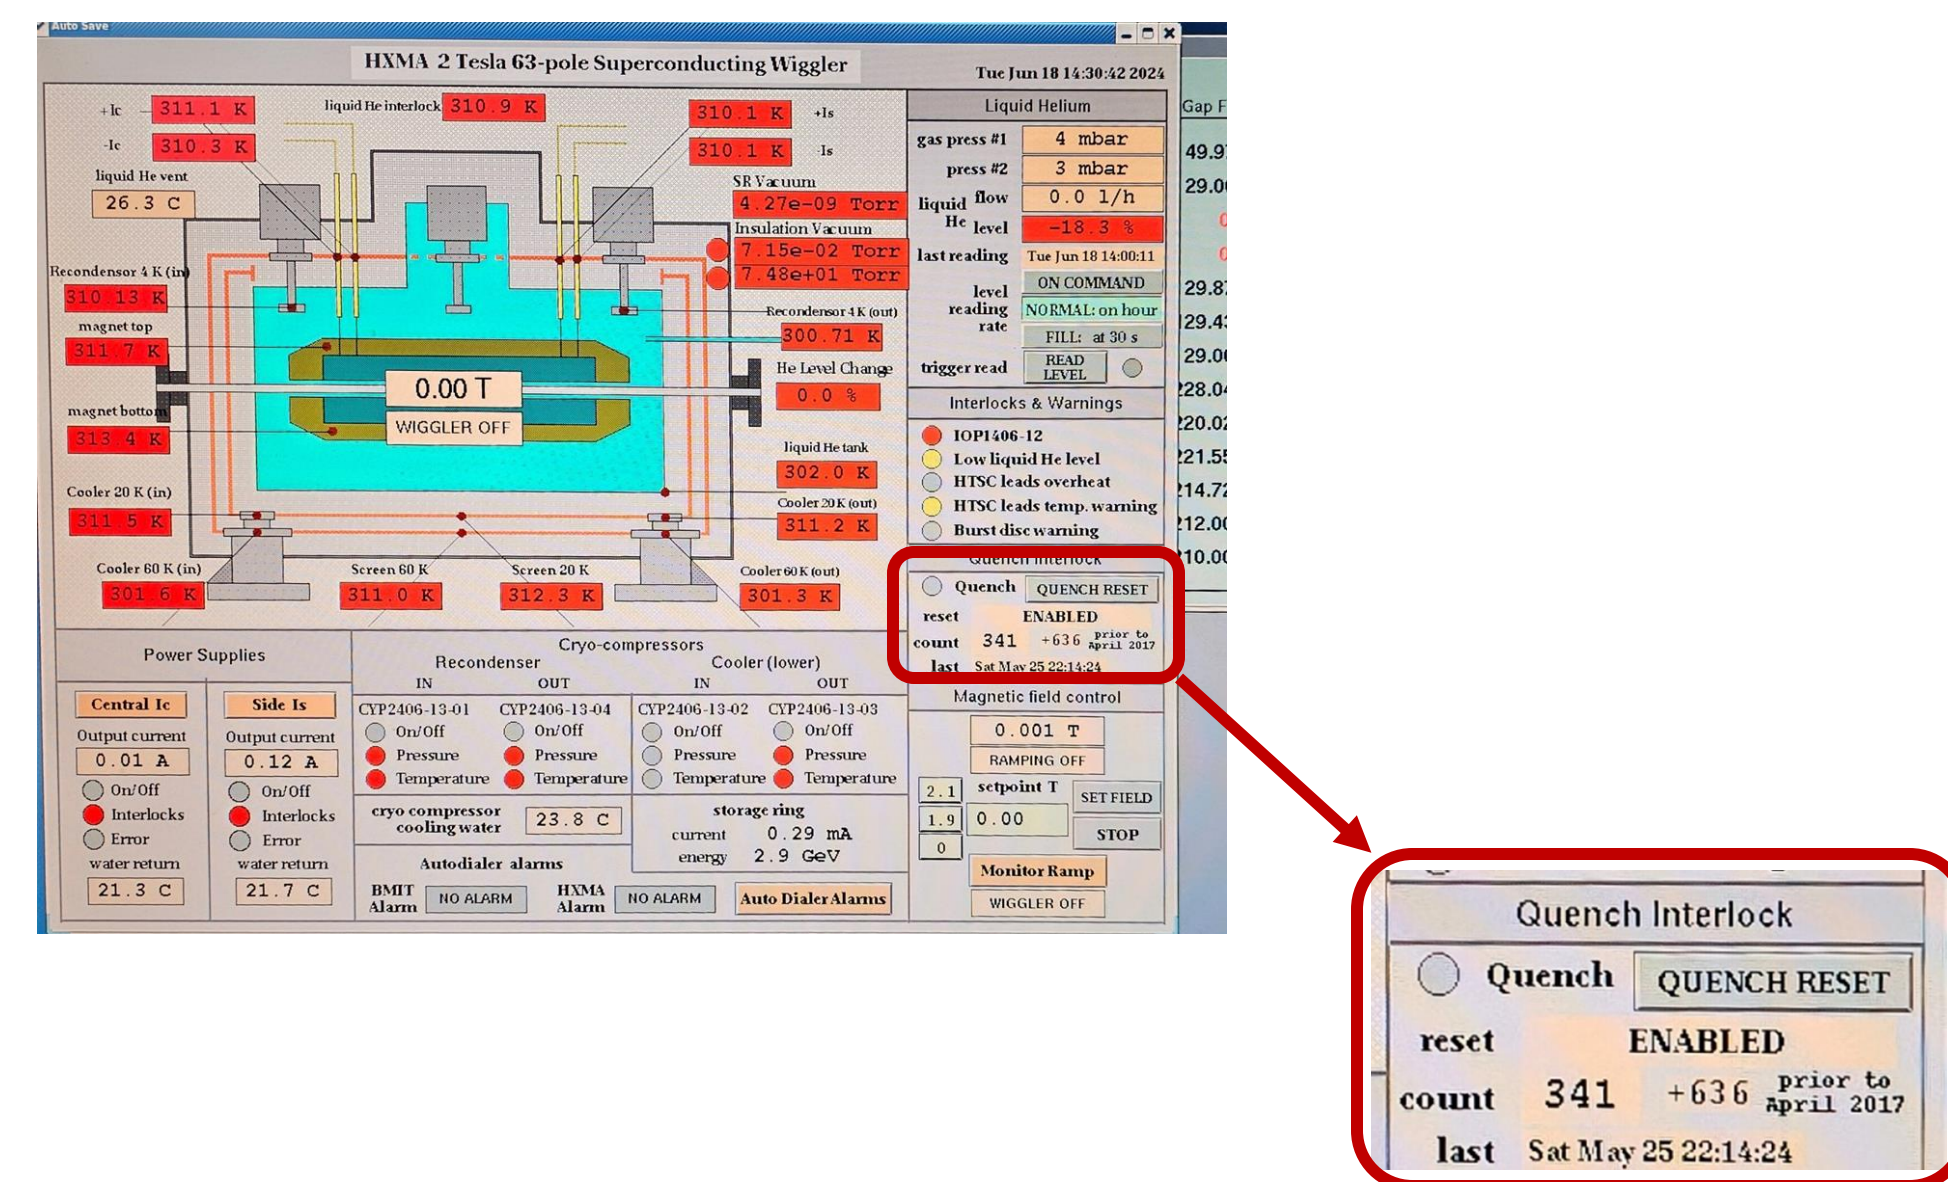 Auto Save
HXMA 2 Tesla 63-pole Superconducting Wiggler
Tue Jun 18 14:30:42 2024
+Ic 311.1 K
-Ic 310.3 K
liquid He interlock 310.9 K
310.1 K +Is
310.1 K -Is
liquid He vent
26.3 C
SR Vacuum
4.27e-09 Torr
Insulation Vacuum
7.15e-02 Torr
7.48e+01 Torr
Recondensor 4 K (in)
310.13 K
magnet top
311.7 K
Recondensor 4 K (out)
300.71 K
He Level Change
0.0 %
0.00 T
WIGGLER OFF
magnet bottom
313.4 K
liquid He tank
302.0 K
Cooler 20 K (in)
311.5 K
Cooler 20 K (out)
311.2 K
Cooler 60 K (in)
301.6 K
Screen 60 K
311.0 K
Screen 20 K
312.3 K
Cooler 60 K (out)
301.3 K
Liquid Helium
gas press #1 4 mbar
press #2 3 mbar
liquid He flow 0.0 l/h
level -18.3 %
last reading Tue Jun 18 14:00:11
level reading rate
ON COMMAND
NORMAL: on hour
FILL: at 30 s
trigger read READ LEVEL
Interlocks & Warnings
IOP1406-12
Low liquid He level
HTSC leads overheat
HTSC leads temp. warning
Burst disc warning
Quench Interlock
Quench QUENCH RESET
reset ENABLED
count 341 +636 prior to April 2017
last Sat May 25 22:14:24
Magnetic field control
0.001 T
RAMPING OFF
2.1 setpoint T SET FIELD
1.9 0.00 STOP
0
Monitor Ramp
WIGGLER OFF
Power Supplies
Central Ic
Output current
0.01 A
On/Off
Interlocks
Error
water return
21.3 C
Side Is
Output current
0.12 A
On/Off
Interlocks
Error
water return
21.7 C
Cryo-compressors
Recondenser Cooler (lower)
IN OUT IN OUT
CYP2406-13-01 CYP2406-13-04 CYP2406-13-02 CYP2406-13-03
On/Off On/Off On/Off On/Off
Pressure Pressure Pressure Pressure
Temperature Temperature Temperature Temperature
cryo compressor cooling water 23.8 C
storage ring
current 0.29 mA
energy 2.9 GeV
Autodialer alarms
BMIT Alarm NO ALARM HXMA Alarm NO ALARM Auto Dialer Alarms
Gap F
49.9
29.0
0
0
29.8
29.4
29.0
28.0
20.0
21.5
14.7
12.0
10.0
Quench Interlock
Quench QUENCH RESET
reset ENABLED
count 341 +636 prior to
April 2017
last Sat May 25 22:14:24